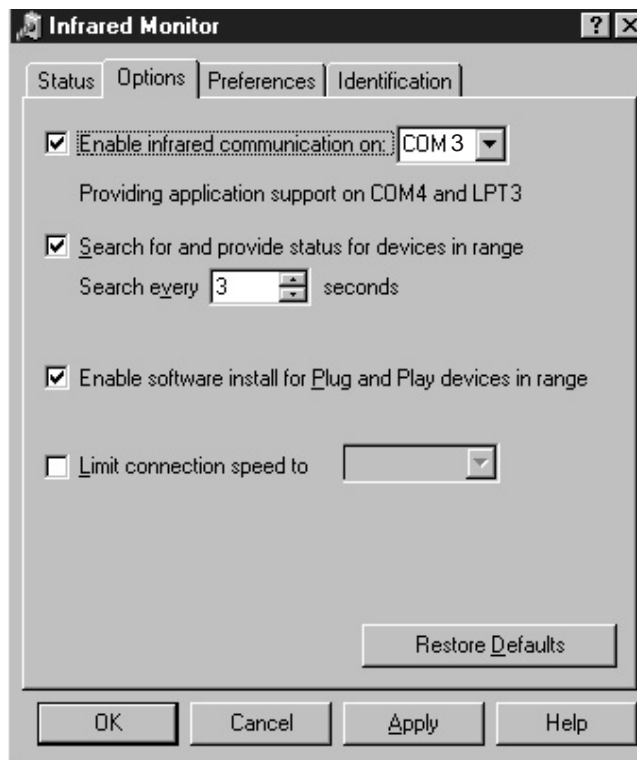 Infrared Monitor
Status Options Preferences Identification
Enable infrared communication on: COM 3
Providing application support on COM4 and LPT3
Search for and provide status for devices in range
Search every 3 seconds
Enable software install for Plug and Play devices in range
Limit connection speed to
Restore Defaults
OK Cancel Apply Help